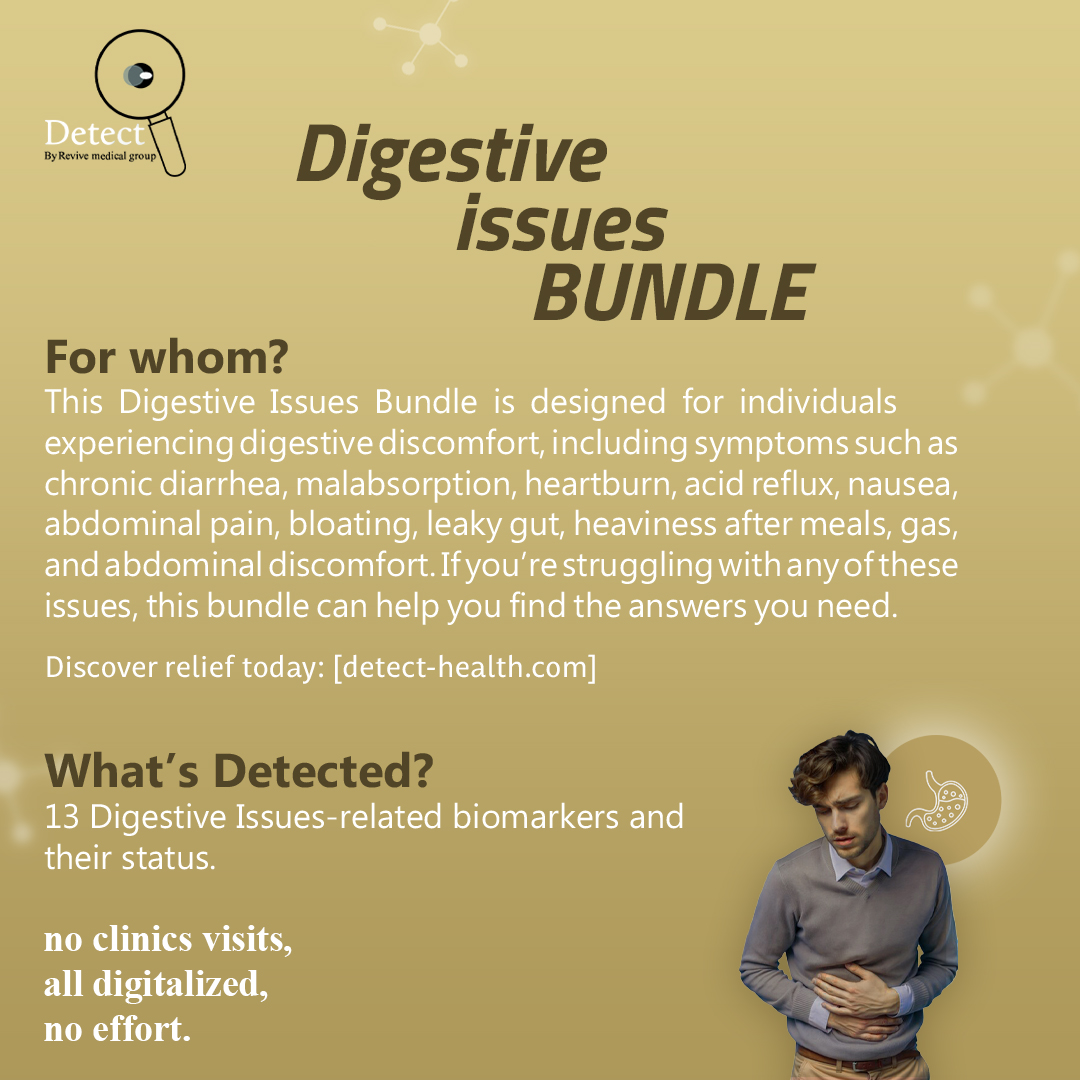 Detect
By Revive medical group
Digestive
issues
BUNDLE
For whom?
This Digestive Issues Bundle is designed for individuals
experiencing digestive discomfort, including symptoms such as
chronic diarrhea, malabsorption, heartburn, acid reflux, nausea,
abdominal pain, bloating, leaky gut, heaviness after meals, gas,
and abdominal discomfort. If you’re struggling with any of these
issues, this bundle can help you find the answers you need.
Discover relief today: [detect-health.com]
What’s Detected?
13 Digestive Issues-related biomarkers and
their status.
no clinics visits,
all digitalized,
no effort.